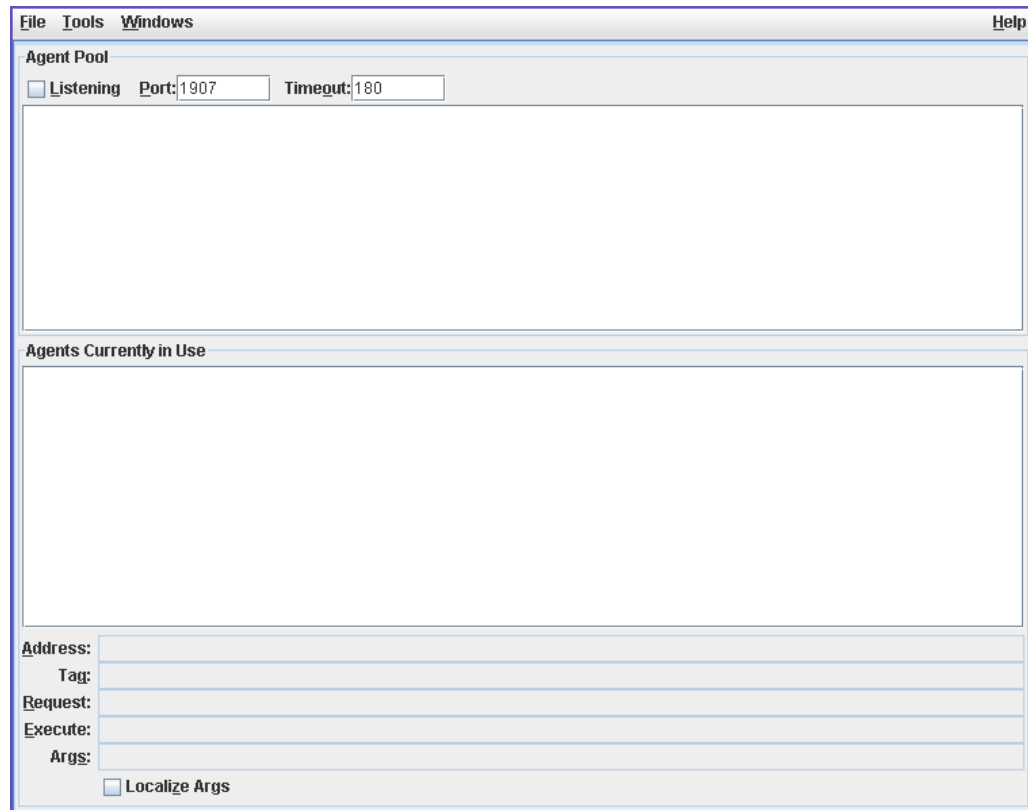 File Tools Windows Help
Agent Pool
Listening Port: 1907 Timeout: 180
Agents Currently in Use
Address:
Tag:
Request:
Execute:
Args:
Localize Args